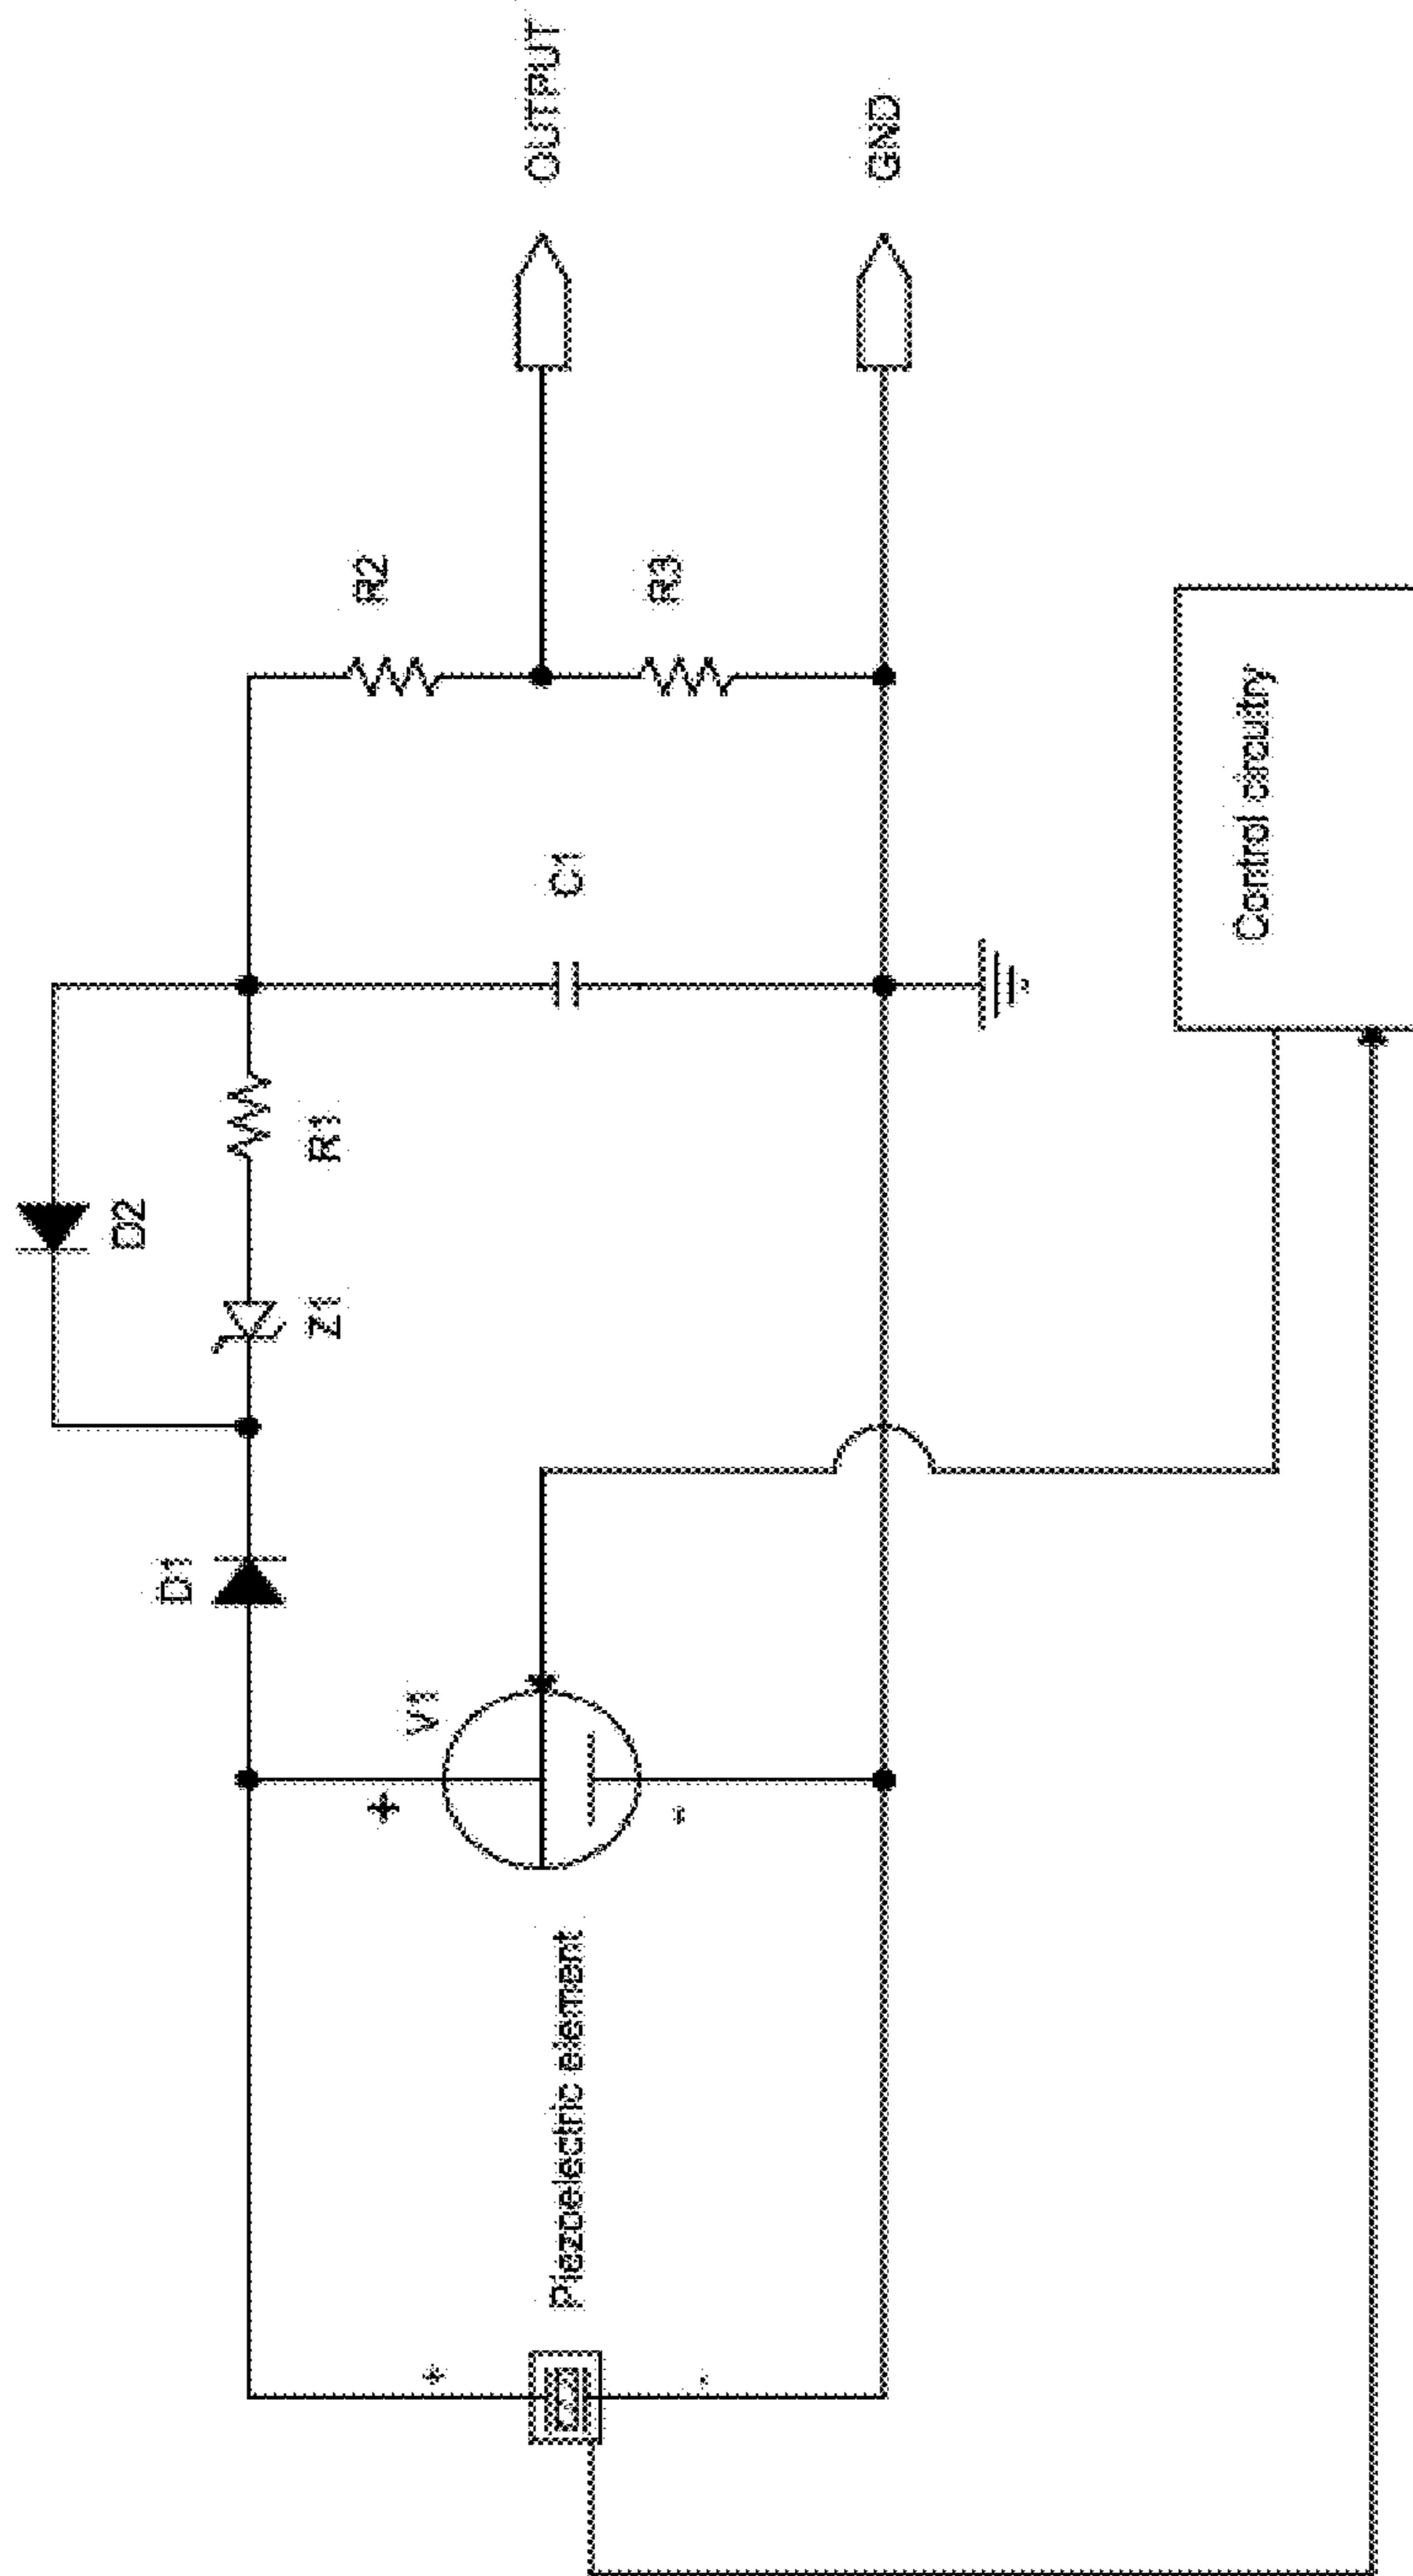 OUTPUT
GND
R2
R3
C1
Control circuitry
D2
R1
Z1
D1
V1
+
-
Piezoelectric element
+
-